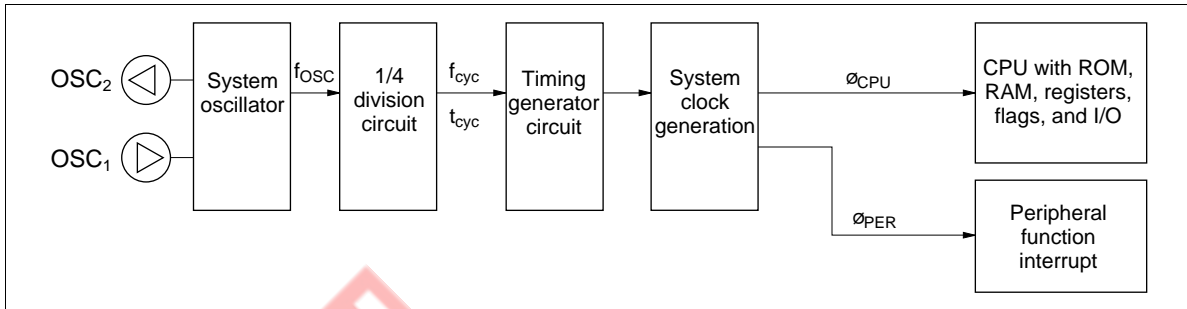 OSC₂
OSC₁
System
oscillator
fOSC
1/4
division
circuit
fcyc
tcyc
Timing
generator
circuit
System
clock
generation
øCPU
øPER
CPU with ROM,
RAM, registers,
flags, and I/O
Peripheral
function
interrupt